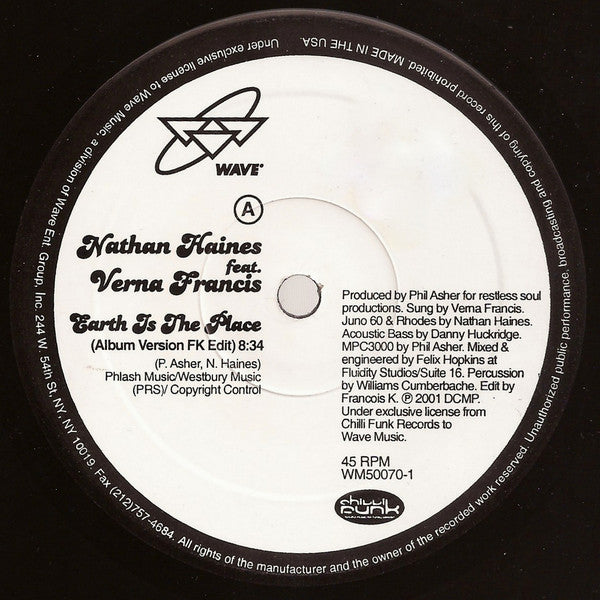 WAVE
A
Nathan Haines
feat.
Verna Francis
Earth Is The Place
(Album Version FK Edit) 8:34
(P. Asher, N. Haines)
Phlash Music/Westbury Music
(PRS)/ Copyright Control
Produced by Phil Asher for restless soul
productions. Sung by Verna Francis.
Juno 60 & Rhodes by Nathan Haines.
Acoustic Bass by Danny Huckridge.
MPC3000 by Phil Asher. Mixed &
engineered by Felix Hopkins at
Fluidity Studios/Suite 16. Percussion
by Williams Cumberbache. Edit by
Francois K. ℗ 2001 DCMP.
Under exclusive license from
Chilli Funk Records to
Wave Music.
45 RPM
WM50070-1
chilli
funk
Under exclusive license to Wave Music, a division of Wave Ent. Group, Inc. 244 W. 54th St, NY, NY 10019. Fax (212)757-4684. All rights of the manufacturer and the owner of the recorded work reserved. Unauthorized public performance, broadcasting and copying of this record prohibited. MADE IN THE USA.